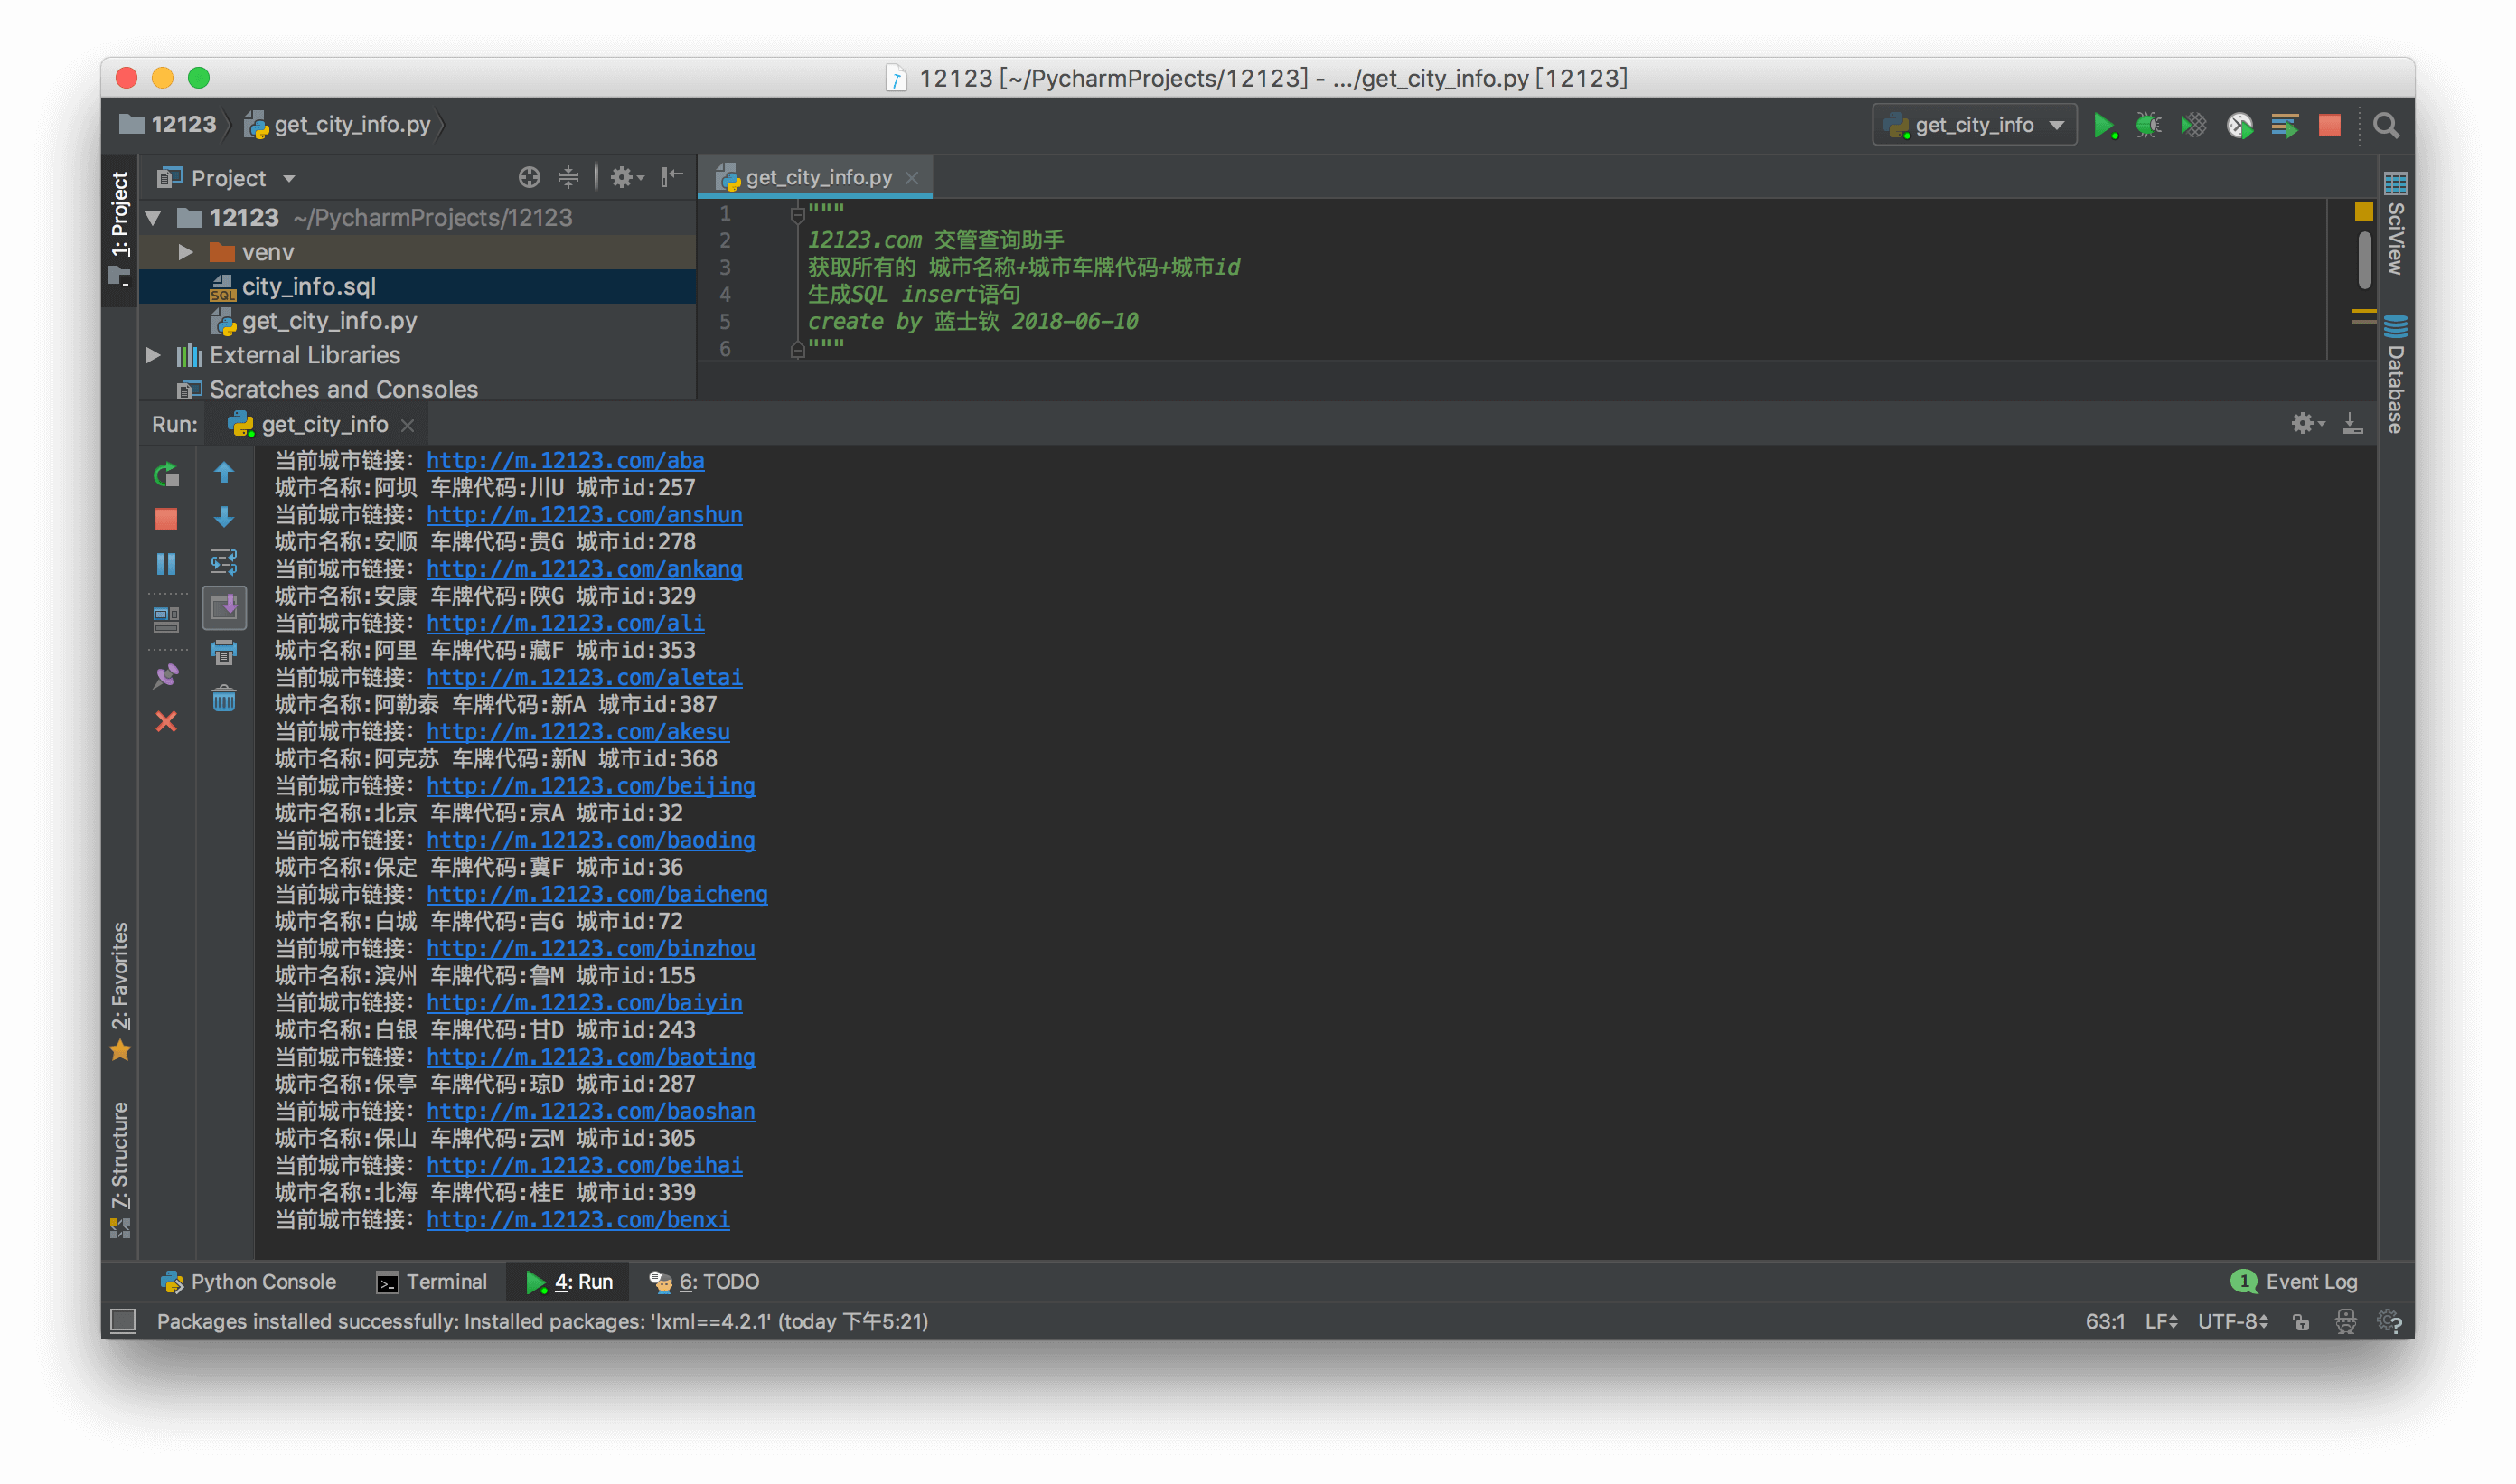 12123 [~/PycharmProjects/12123] - .../get_city_info.py [12123]
12123 get_city_info.py
get_city_info
Project
1: Project
12123 ~/PycharmProjects/12123
venv
city_info.sql
get_city_info.py
External Libraries
Scratches and Consoles
get_city_info.py
1 """
2 12123.com 交管查询助手
3 获取所有的 城市名称+城市车牌代码+城市id
4 生成SQL insert语句
5 create by 蓝士钦 2018-06-10
6 """
SciView
Database
Run: get_city_info
当前城市链接: http://m.12123.com/aba
城市名称:阿坝 车牌代码:川U 城市id:257
当前城市链接: http://m.12123.com/anshun
城市名称:安顺 车牌代码:贵G 城市id:278
当前城市链接: http://m.12123.com/ankang
城市名称:安康 车牌代码:陕G 城市id:329
当前城市链接: http://m.12123.com/ali
城市名称:阿里 车牌代码:藏F 城市id:353
当前城市链接: http://m.12123.com/aletai
城市名称:阿勒泰 车牌代码:新A 城市id:387
当前城市链接: http://m.12123.com/akesu
城市名称:阿克苏 车牌代码:新N 城市id:368
当前城市链接: http://m.12123.com/beijing
城市名称:北京 车牌代码:京A 城市id:32
当前城市链接: http://m.12123.com/baoding
城市名称:保定 车牌代码:冀F 城市id:36
当前城市链接: http://m.12123.com/baicheng
城市名称:白城 车牌代码:吉G 城市id:72
当前城市链接: http://m.12123.com/binzhou
城市名称:滨州 车牌代码:鲁M 城市id:155
当前城市链接: http://m.12123.com/baiyin
城市名称:白银 车牌代码:甘D 城市id:243
当前城市链接: http://m.12123.com/baoting
城市名称:保亭 车牌代码:琼D 城市id:287
当前城市链接: http://m.12123.com/baoshan
城市名称:保山 车牌代码:云M 城市id:305
当前城市链接: http://m.12123.com/beihai
城市名称:北海 车牌代码:桂E 城市id:339
当前城市链接: http://m.12123.com/benxi
2: Favorites
7: Structure
Python Console Terminal 4: Run 6: TODO 1 Event Log
Packages installed successfully: Installed packages: 'lxml==4.2.1' (today 下午5:21) 63:1 LF UTF-8